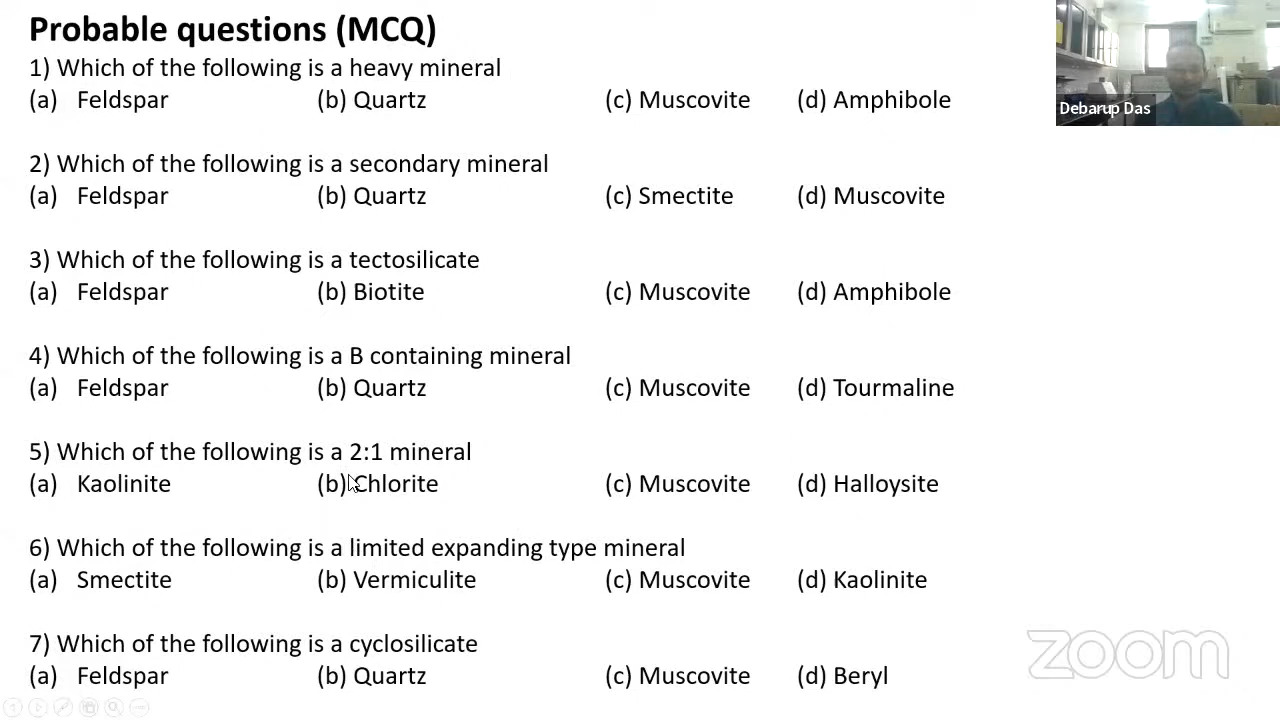 Probable questions (MCQ)
1) Which of the following is a heavy mineral
(a) Feldspar (b) Quartz (c) Muscovite (d) Amphibole
2) Which of the following is a secondary mineral
(a) Feldspar (b) Quartz (c) Smectite (d) Muscovite
3) Which of the following is a tectosilicate
(a) Feldspar (b) Biotite (c) Muscovite (d) Amphibole
4) Which of the following is a B containing mineral
(a) Feldspar (b) Quartz (c) Muscovite (d) Tourmaline
5) Which of the following is a 2:1 mineral
(a) Kaolinite (b) Chlorite (c) Muscovite (d) Halloysite
6) Which of the following is a limited expanding type mineral
(a) Smectite (b) Vermiculite (c) Muscovite (d) Kaolinite
7) Which of the following is a cyclosilicate
(a) Feldspar (b) Quartz (c) Muscovite (d) Beryl
Debarup Das
zoom